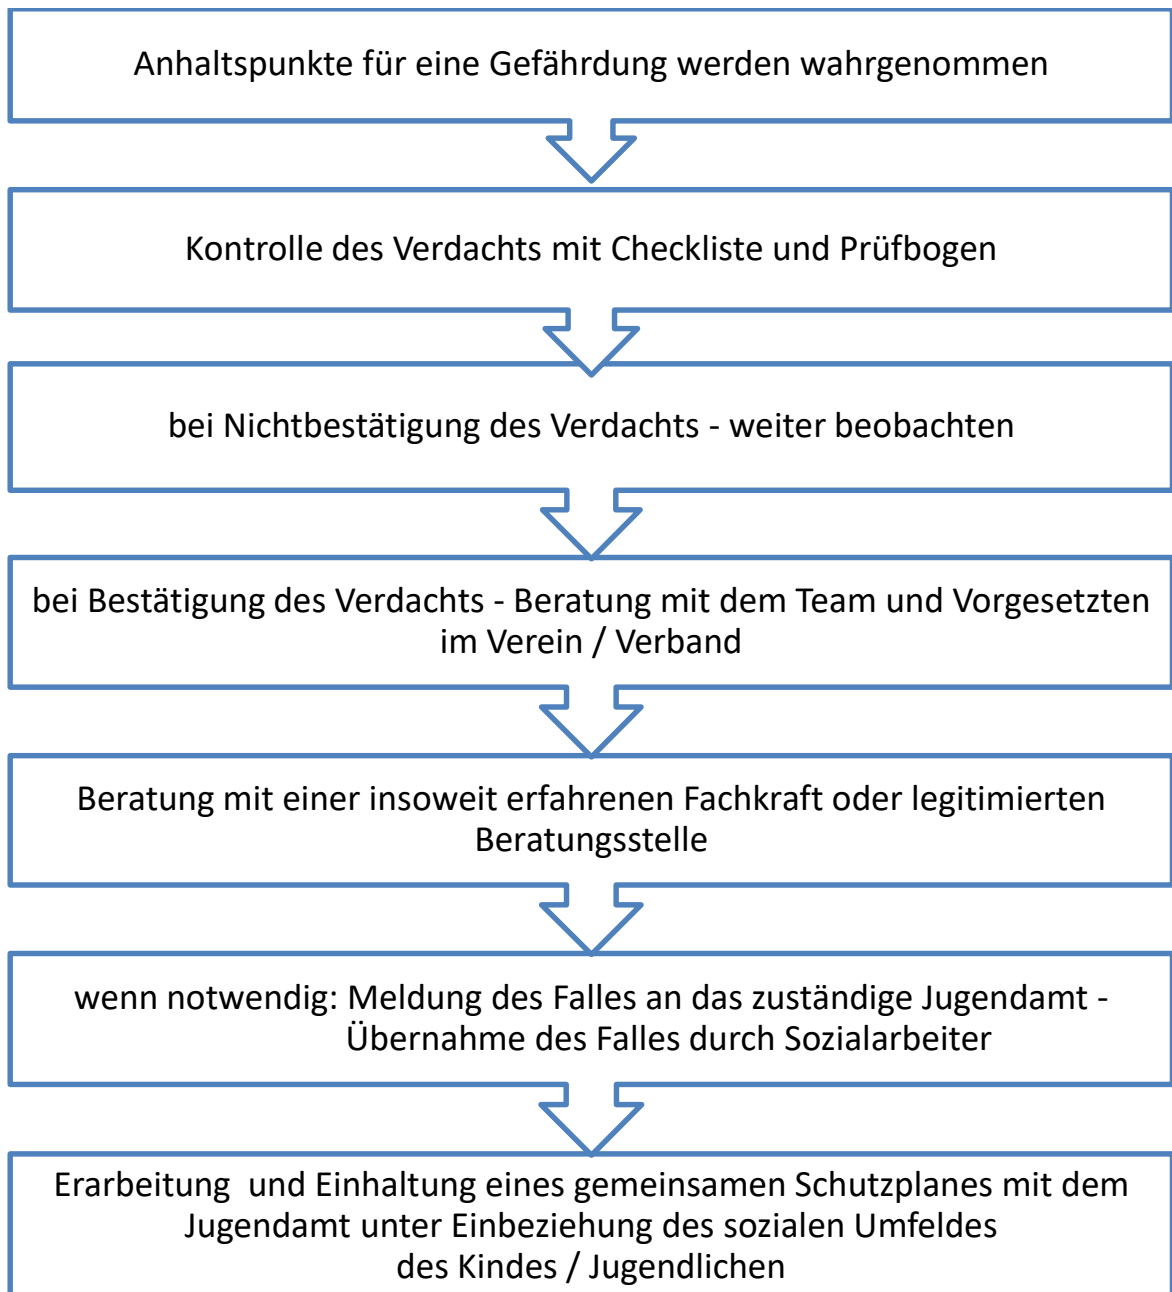 Anhaltspunkte für eine Gefährdung werden wahrgenommen
Kontrolle des Verdachts mit Checkliste und Prüfbogen
bei Nichtbestätigung des Verdachts - weiter beobachten
bei Bestätigung des Verdachts - Beratung mit dem Team und Vorgesetzten
im Verein / Verband
Beratung mit einer insoweit erfahrenen Fachkraft oder legitimierten
Beratungsstelle
wenn notwendig: Meldung des Falles an das zuständige Jugendamt -
Übernahme des Falles durch Sozialarbeiter
Erarbeitung und Einhaltung eines gemeinsamen Schutzplanes mit dem
Jugendamt unter Einbeziehung des sozialen Umfeldes
des Kindes / Jugendlichen